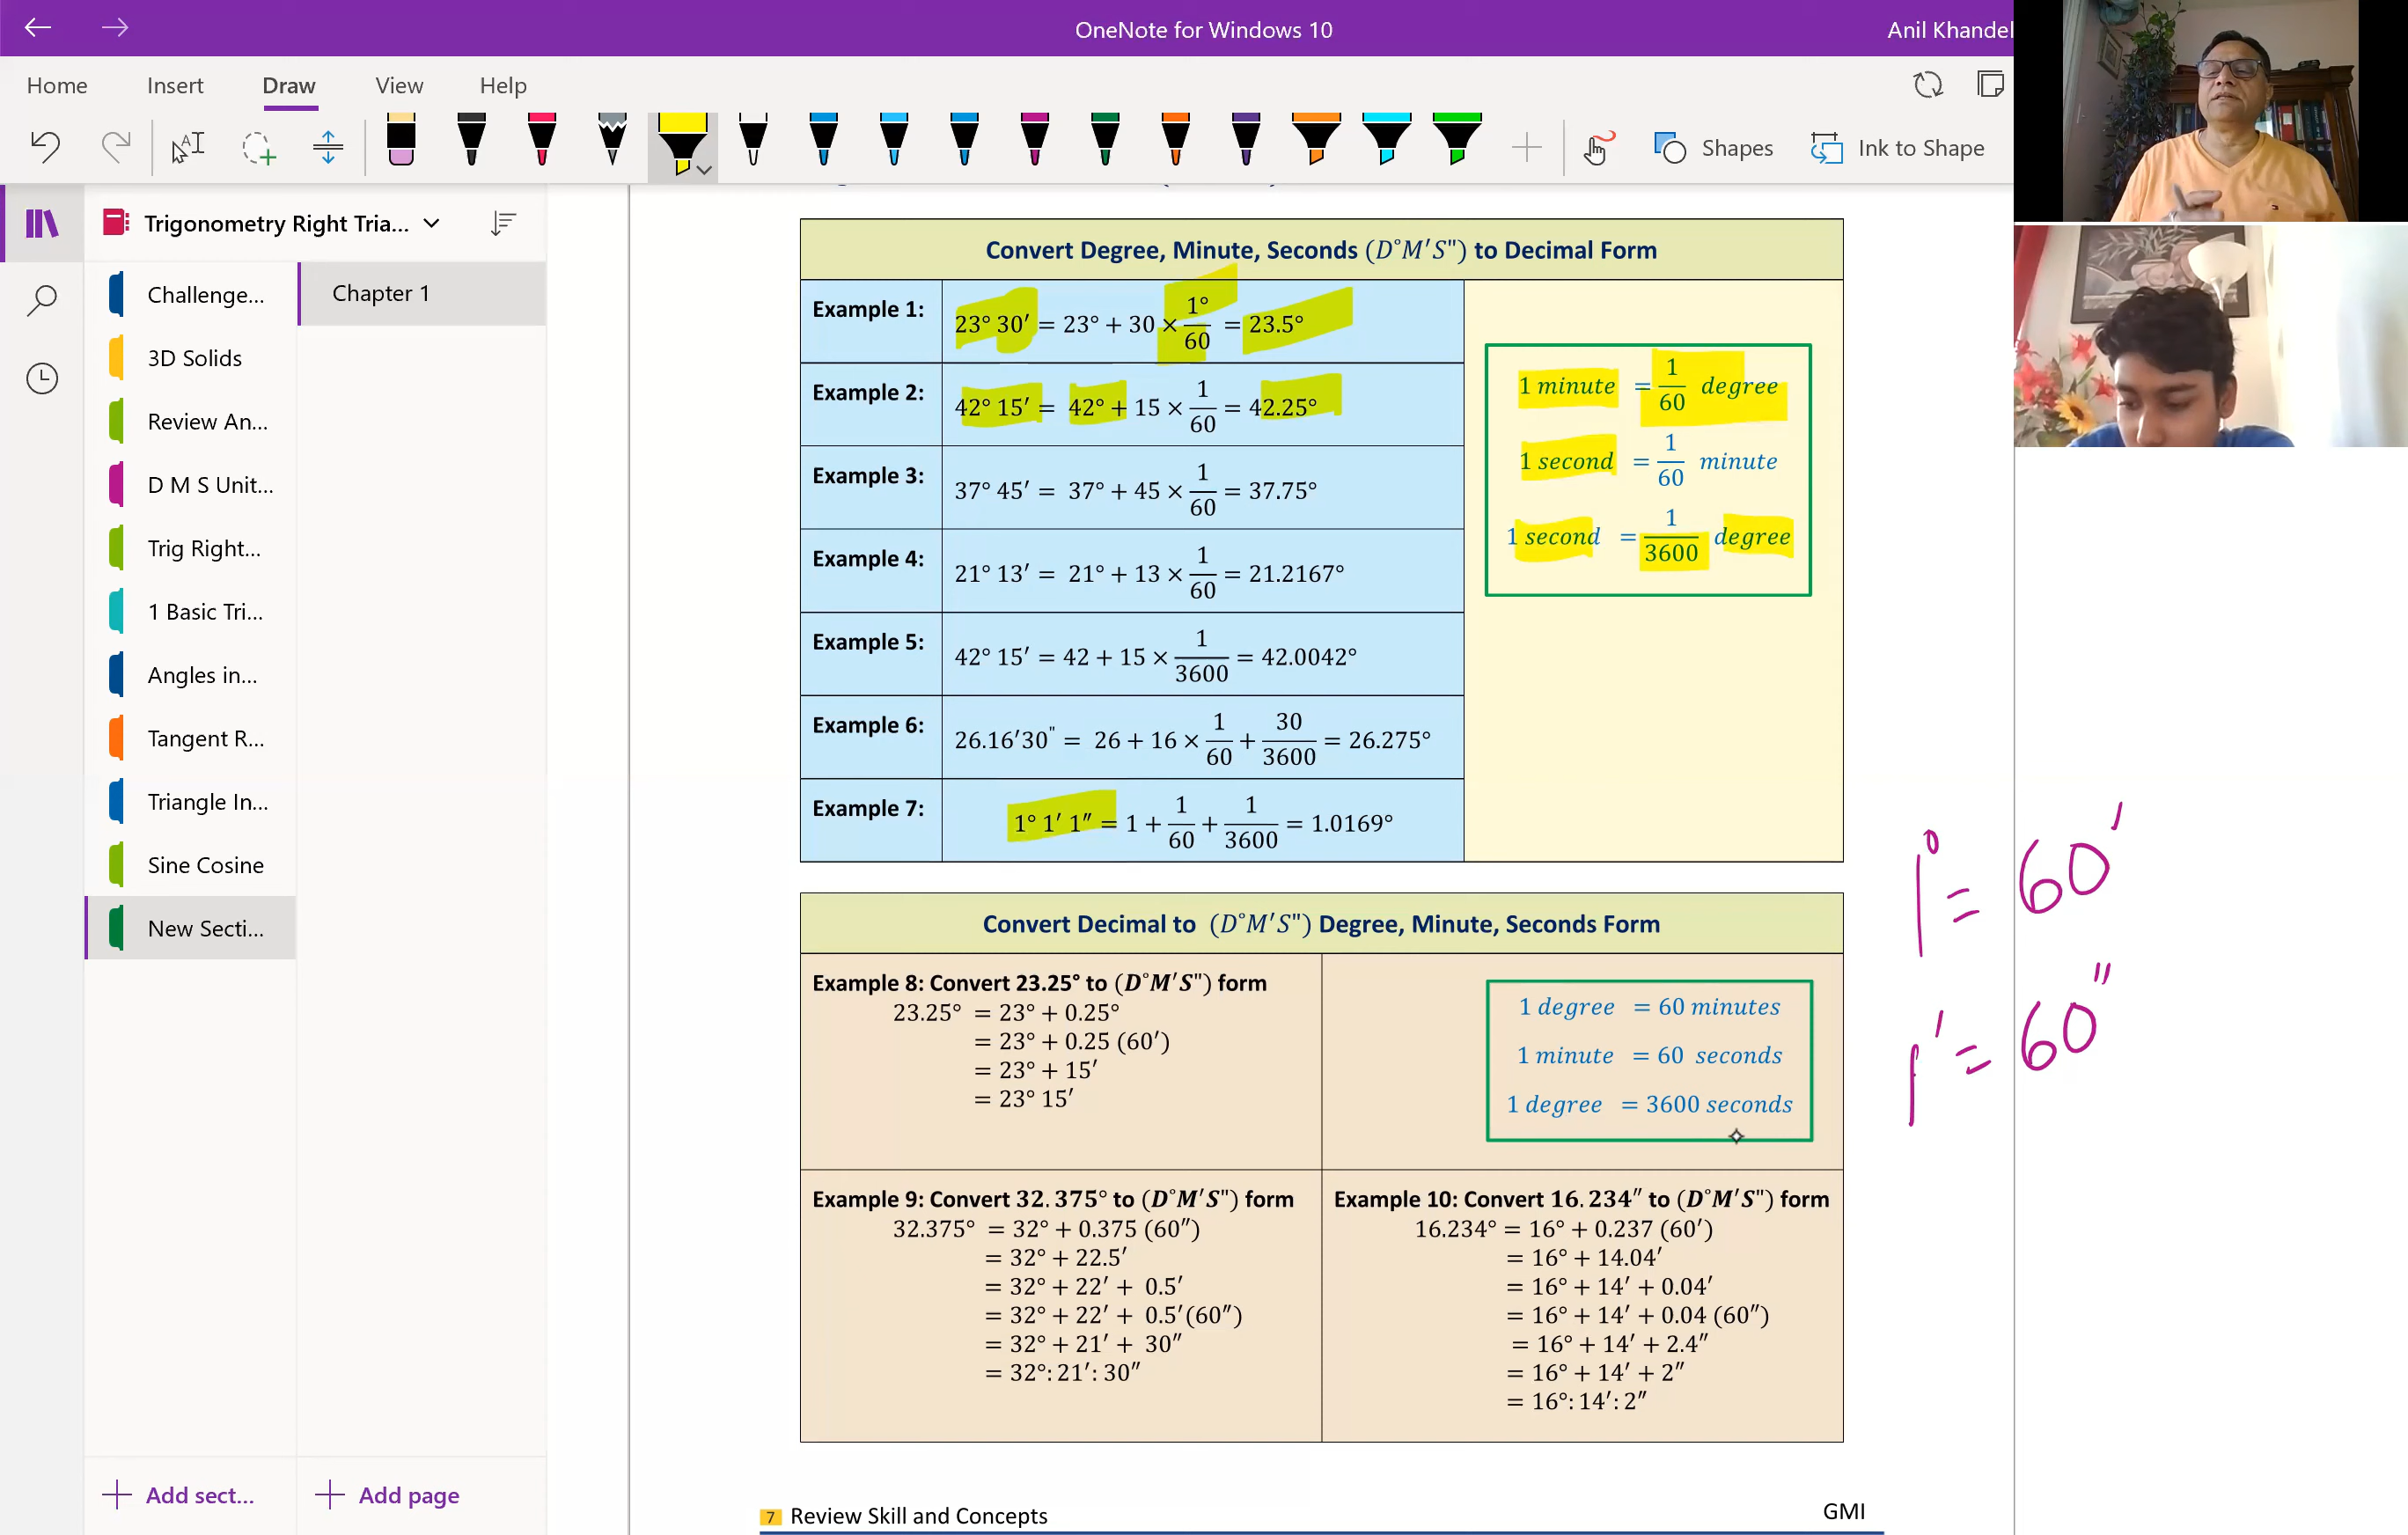 OneNote for Windows 10
Anil Khandel
Home Insert Draw View Help
Shapes Ink to Shape
Trigonometry Right Tria...
Challenge...
3D Solids
Review An...
D M S Unit...
Trig Right...
1 Basic Tri...
Angles in...
Tangent R...
Triangle In...
Sine Cosine
New Secti...
Add sect...
Chapter 1
Add page
Convert Degree, Minute, Seconds (D°M′S") to Decimal Form
Example 1: 23° 30′ = 23° + 30 × 1°/60 = 23.5°
Example 2: 42° 15′ = 42° + 15 × 1/60 = 42.25°
Example 3: 37° 45′ = 37° + 45 × 1/60 = 37.75°
Example 4: 21° 13′ = 21° + 13 × 1/60 = 21.2167°
Example 5: 42° 15′ = 42 + 15 × 1/3600 = 42.0042°
Example 6: 26.16′30" = 26 + 16 × 1/60 + 30/3600 = 26.275°
Example 7: 1° 1′ 1″ = 1 + 1/60 + 1/3600 = 1.0169°
1 minute = 1/60 degree
1 second = 1/60 minute
1 second = 1/3600 degree
Convert Decimal to (D°M′S") Degree, Minute, Seconds Form
Example 8: Convert 23.25° to (D°M′S") form
23.25° = 23° + 0.25°
= 23° + 0.25 (60′)
= 23° + 15′
= 23° 15′
1 degree = 60 minutes
1 minute = 60 seconds
1 degree = 3600 seconds
Example 9: Convert 32.375° to (D°M′S") form
32.375° = 32° + 0.375 (60″)
= 32° + 22.5′
= 32° + 22′ + 0.5′
= 32° + 22′ + 0.5′(60″)
= 32° + 21′ + 30″
= 32°: 21′: 30″
Example 10: Convert 16.234″ to (D°M′S") form
16.234° = 16° + 0.237 (60′)
= 16° + 14.04′
= 16° + 14′ + 0.04′
= 16° + 14′ + 0.04 (60″)
= 16° + 14′ + 2.4″
= 16° + 14′ + 2″
= 16°: 14′: 2″
1° = 60′
1′ = 60″
7 Review Skill and Concepts
GMI